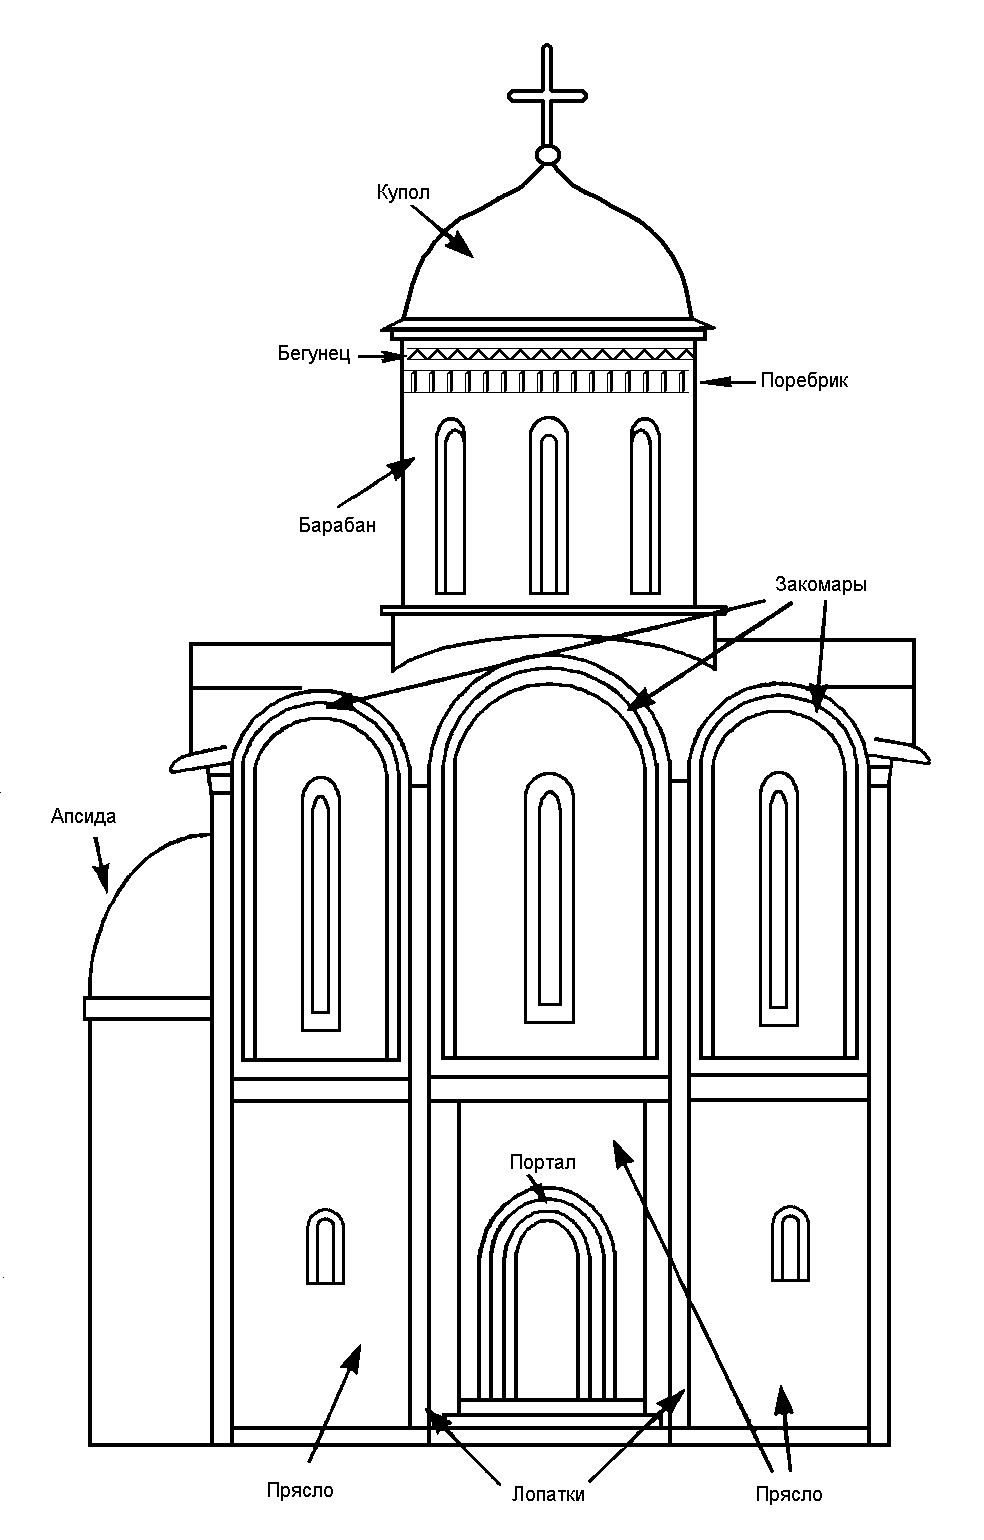 Купол
Бегунец
Поребрик
Барабан
Закомары
Апсида
Портал
Прясло
Лопатки
Прясло